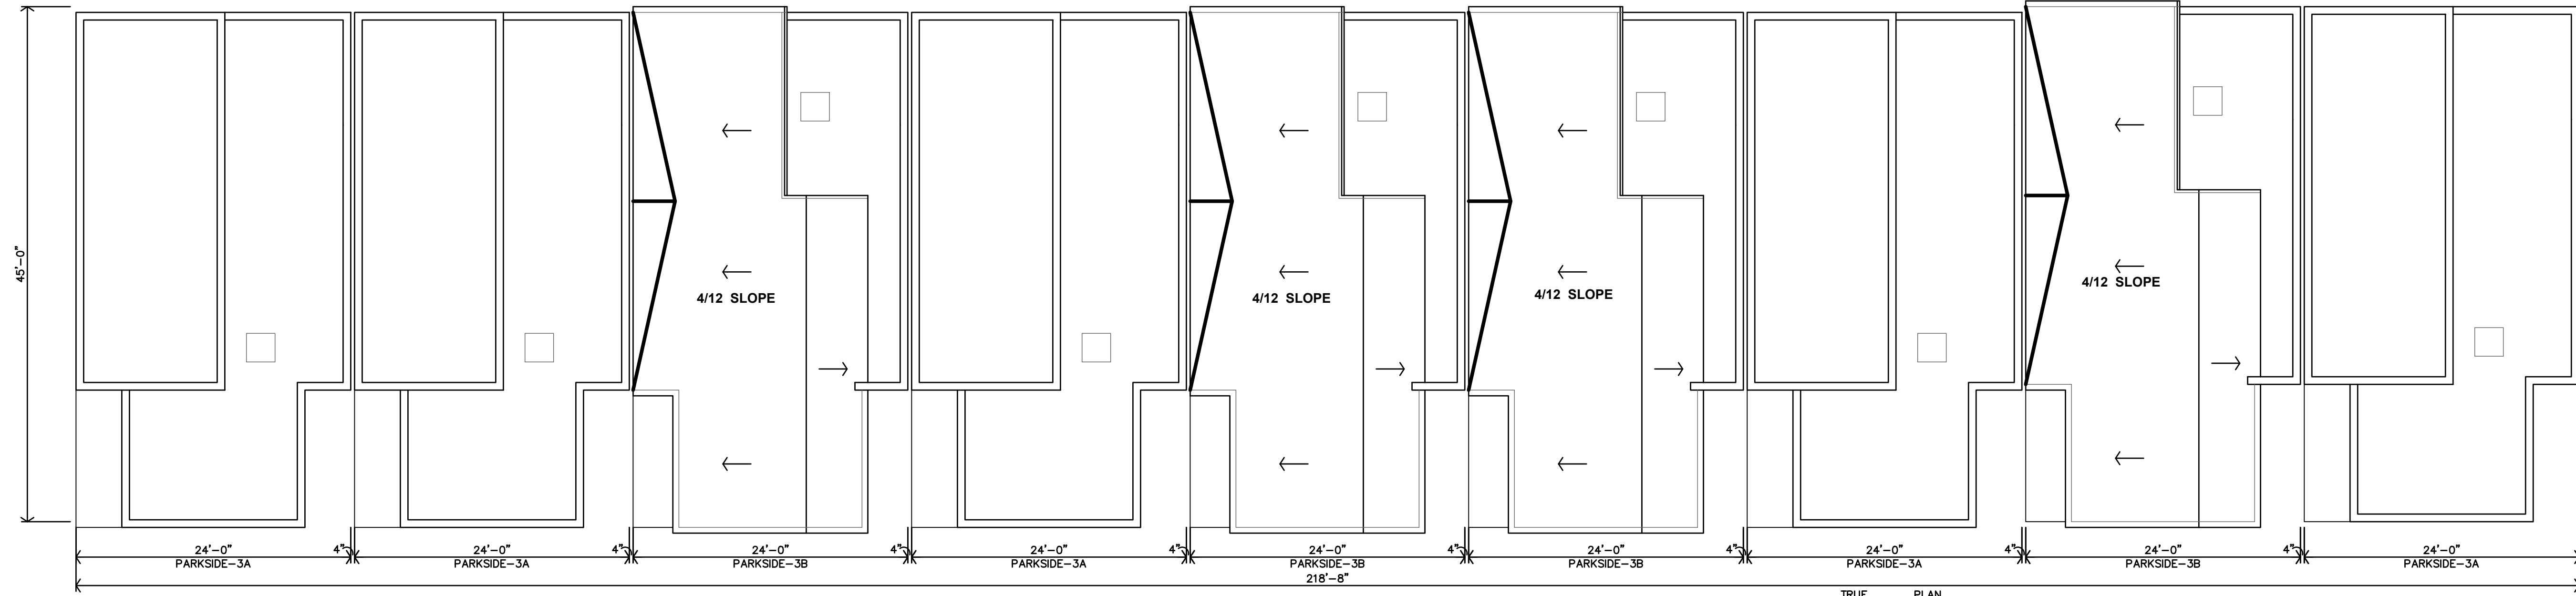 45'-0"
4/12 SLOPE
4/12 SLOPE
4/12 SLOPE
4/12 SLOPE
24'-0" 4" 24'-0" 4" 24'-0" 4" 24'-0" 4" 24'-0" 4" 24'-0" 4" 24'-0" 4" 24'-0" 4" 24'-0"
PARKSIDE-3A PARKSIDE-3A PARKSIDE-3B PARKSIDE-3A PARKSIDE-3B PARKSIDE-3B PARKSIDE-3A PARKSIDE-3B PARKSIDE-3A
218'-8"
TRUE PLAN